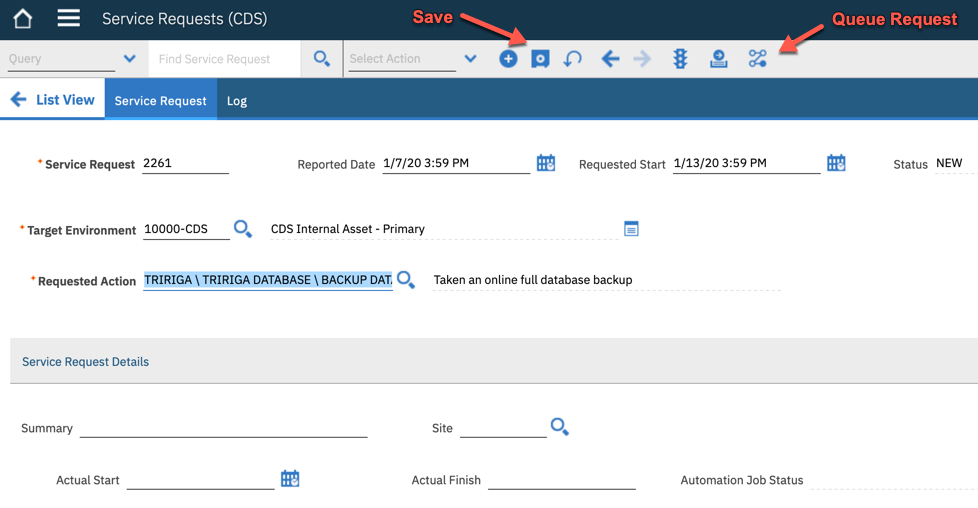 Service Requests (CDS)
Save
Queue Request
Query
Find Service Request
Select Action
List View
Service Request
Log
*Service Request 2261 Reported Date 1/7/20 3:59 PM Requested Start 1/13/20 3:59 PM Status NEW
*Target Environment 10000-CDS CDS Internal Asset - Primary
*Requested Action TRIRIGA \ TRIRIGA DATABASE \ BACKUP DAT Taken an online full database backup
Service Request Details
Summary Site
Actual Start Actual Finish Automation Job Status